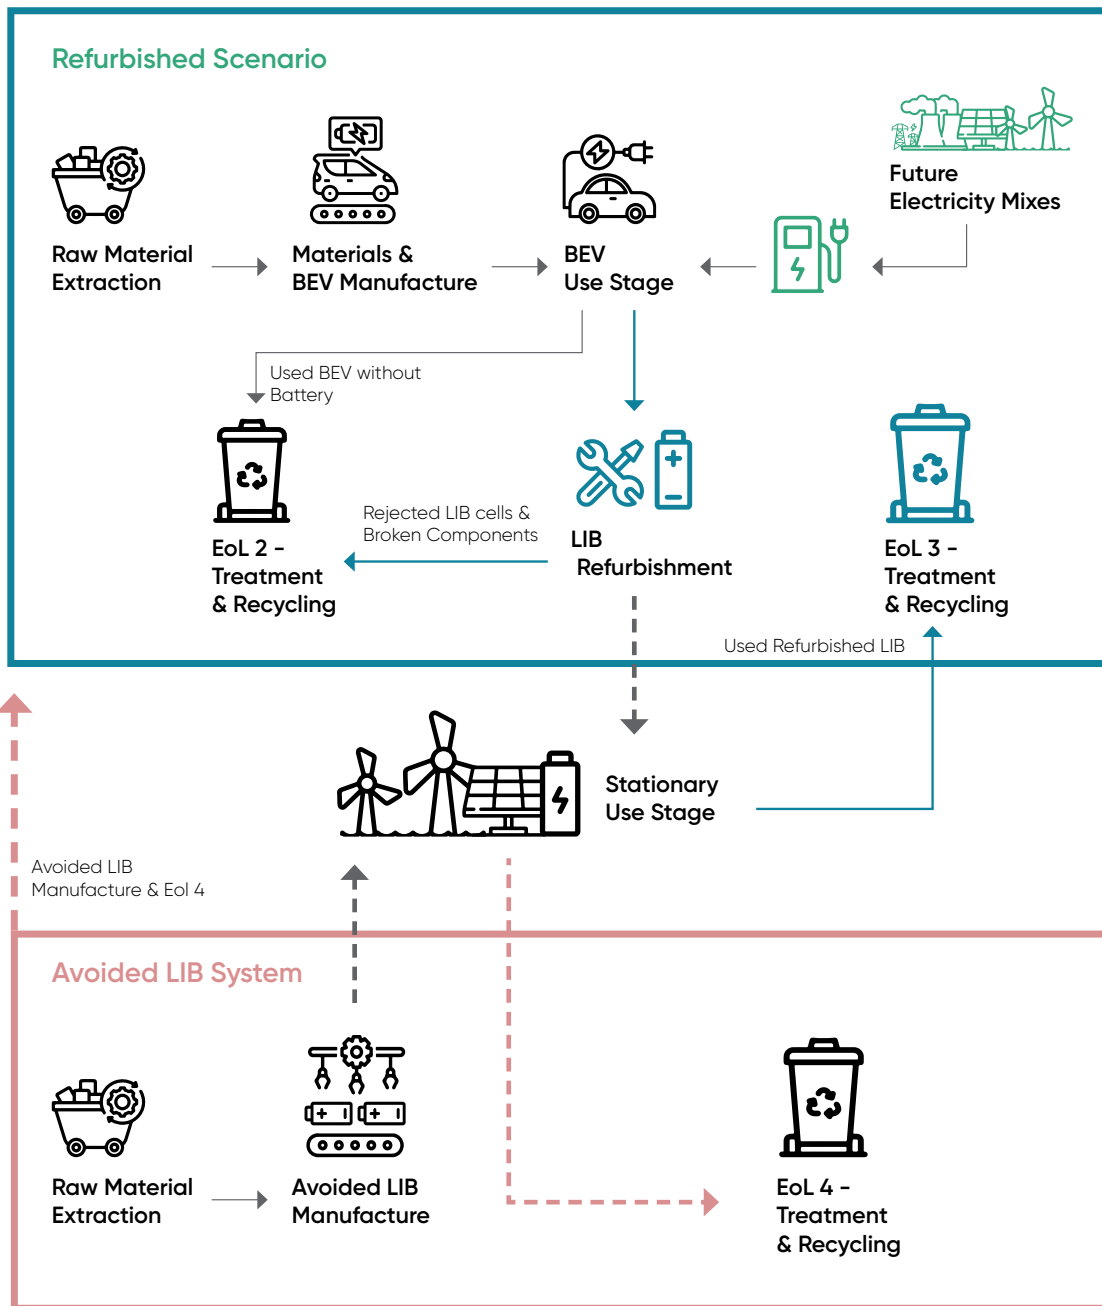 Refurbished Scenario
Future
Electricity Mixes
Raw Material
Extraction
Materials &
BEV Manufacture
BEV
Use Stage
Used BEV without
Battery
Rejected LIB cells &
Broken Components
EoL 2 -
Treatment
& Recycling
LIB
Refurbishment
EoL 3 -
Treatment
& Recycling
Used Refurbished LIB
Stationary
Use Stage
Avoided LIB
Manufacture & Eol 4
Avoided LIB System
Raw Material
Extraction
Avoided LIB
Manufacture
EoL 4 -
Treatment
& Recycling